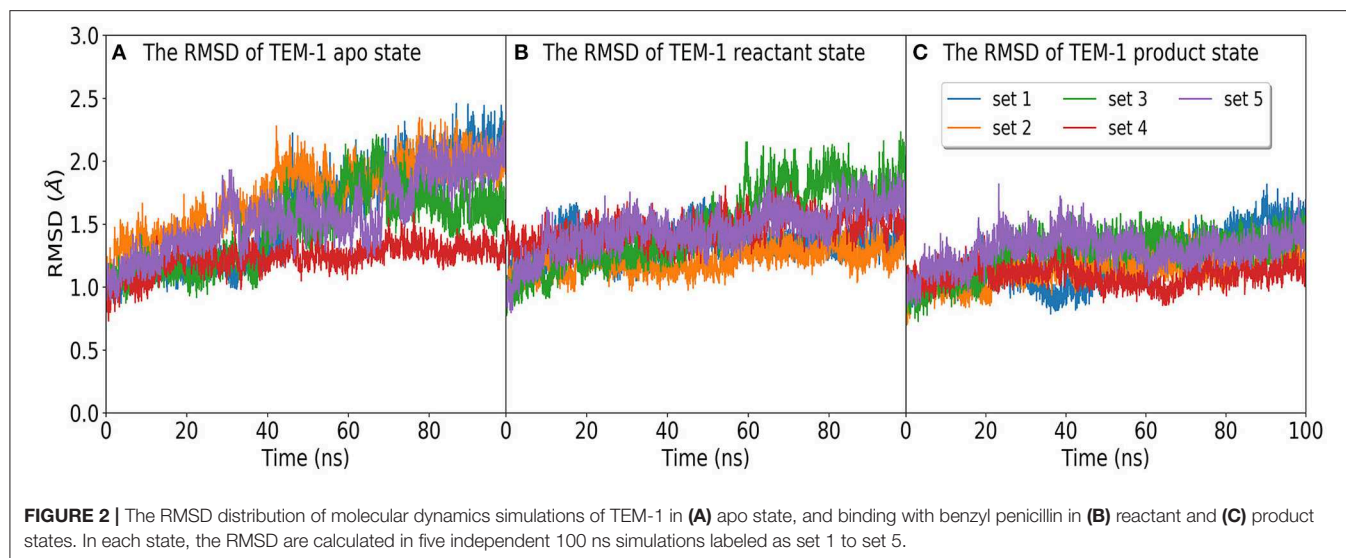 A The RMSD of TEM-1 apo state
B The RMSD of TEM-1 reactant state
C The RMSD of TEM-1 product state
set 1
set 3
set 5
set 2
set 4
RMSD (Å)
3.0
2.5
2.0
1.5
1.0
0.5
0.0
0 20 40 60 80
0 20 40 60 80
0 20 40 60 80 100
Time (ns)
Time (ns)
Time (ns)
FIGURE 2 | The RMSD distribution of molecular dynamics simulations of TEM-1 in (A) apo state, and binding with benzyl penicillin in (B) reactant and (C) product
states. In each state, the RMSD are calculated in five independent 100 ns simulations labeled as set 1 to set 5.